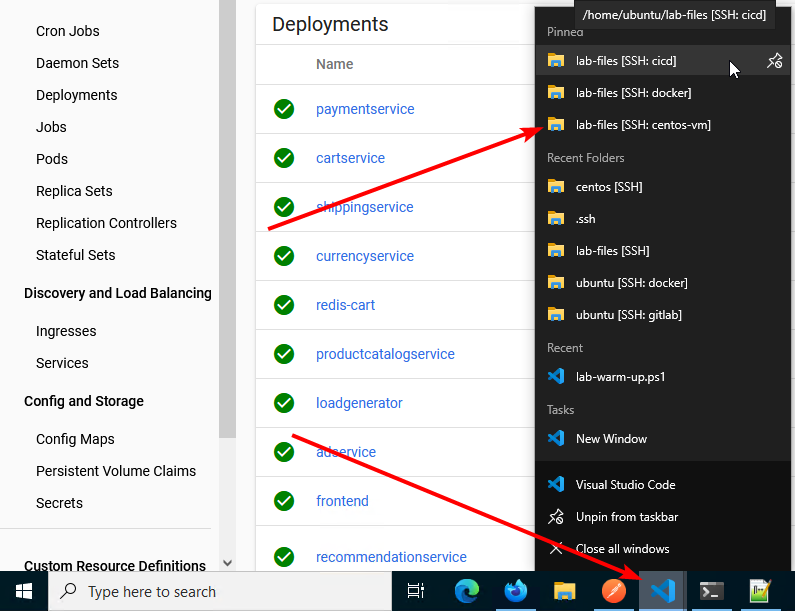 Cron Jobs
Daemon Sets
Deployments
Jobs
Pods
Replica Sets
Replication Controllers
Stateful Sets
Discovery and Load Balancing
Ingresses
Services
Config and Storage
Config Maps
Persistent Volume Claims
Secrets
Custom Resource Definitions
Deployments
Name
paymentservice
cartservice
shippingservice
currencyservice
redis-cart
productcatalogservice
loadgenerator
adservice
frontend
recommendationservice
/home/ubuntu/lab-files [SSH: cicd]
Pinned
lab-files [SSH: cicd]
lab-files [SSH: docker]
lab-files [SSH: centos-vm]
Recent Folders
centos [SSH]
.ssh
lab-files [SSH]
ubuntu [SSH: docker]
ubuntu [SSH: gitlab]
Recent
lab-warm-up.ps1
Tasks
New Window
Visual Studio Code
Unpin from taskbar
Close all windows
Type here to search